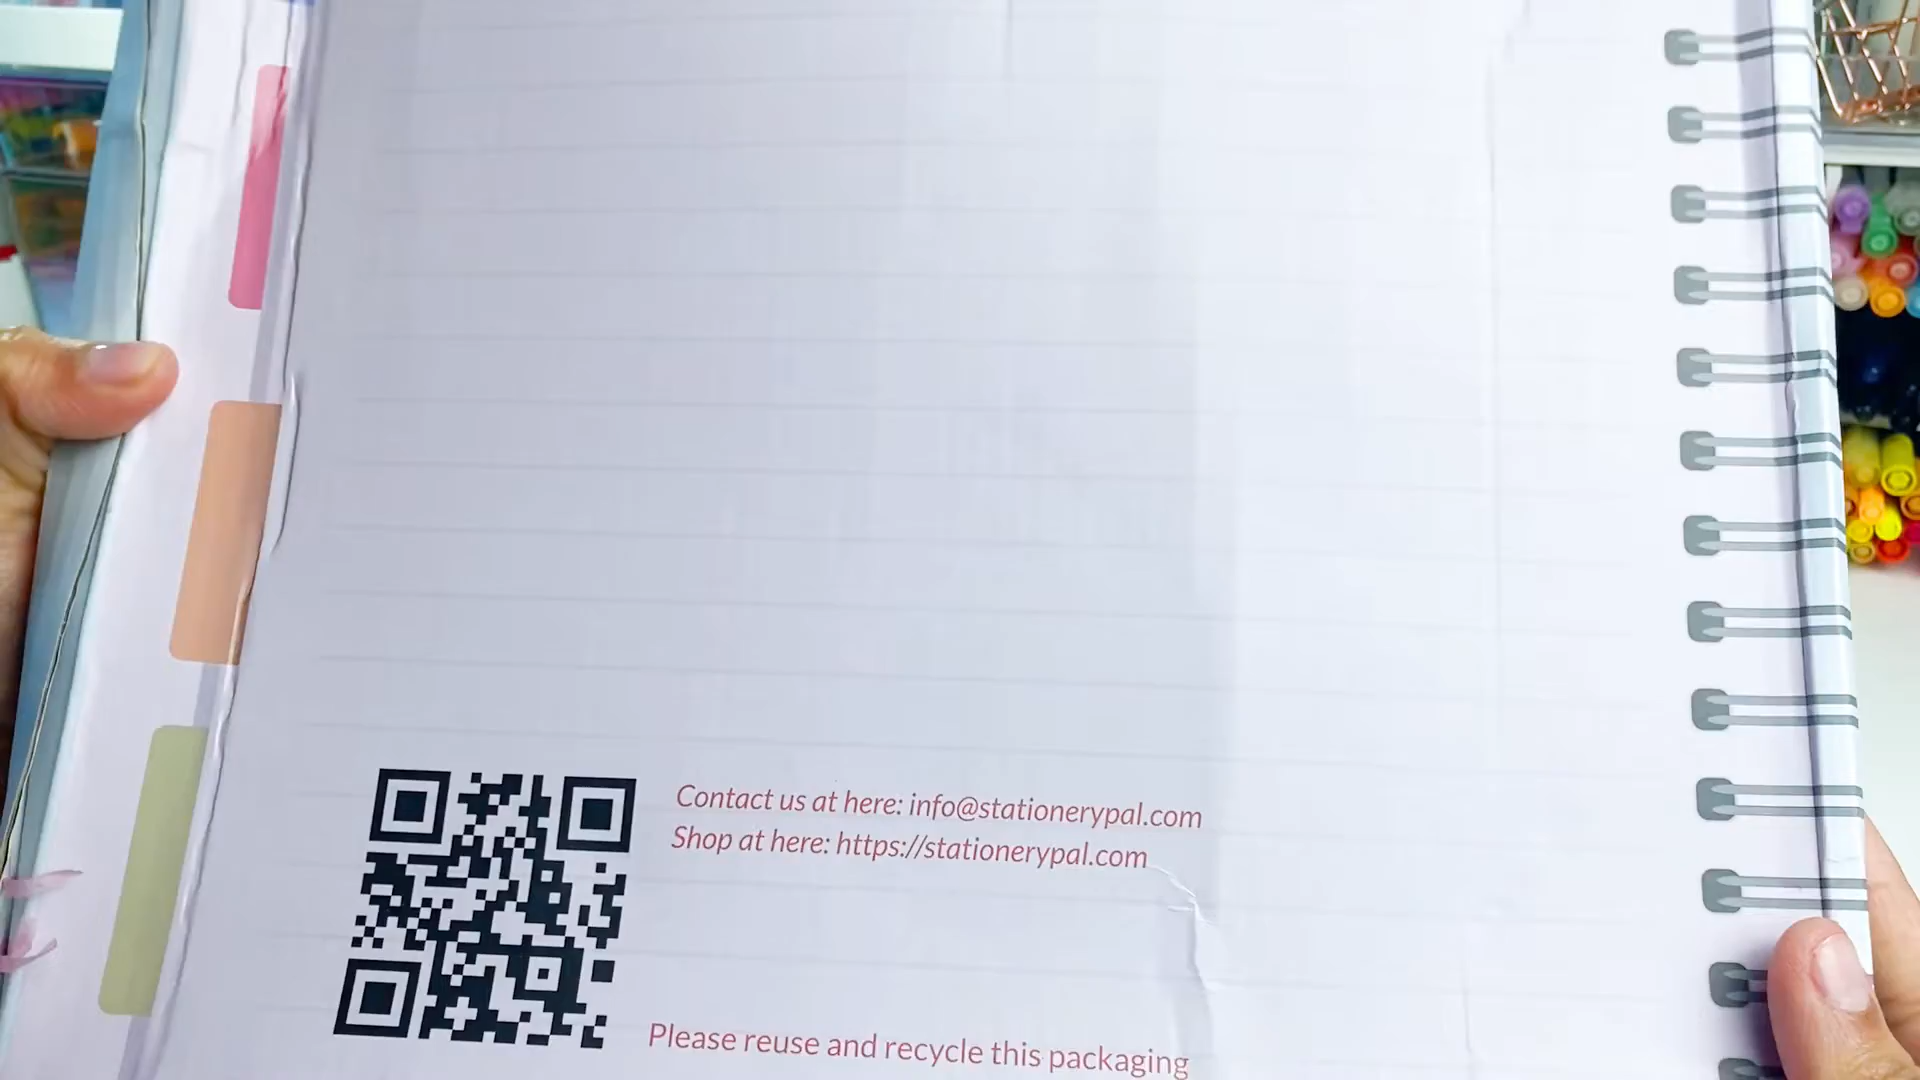 Contact us at here: info@stationerypal.com
Shop at here: https://stationerypal.com
Please reuse and recycle this packaging